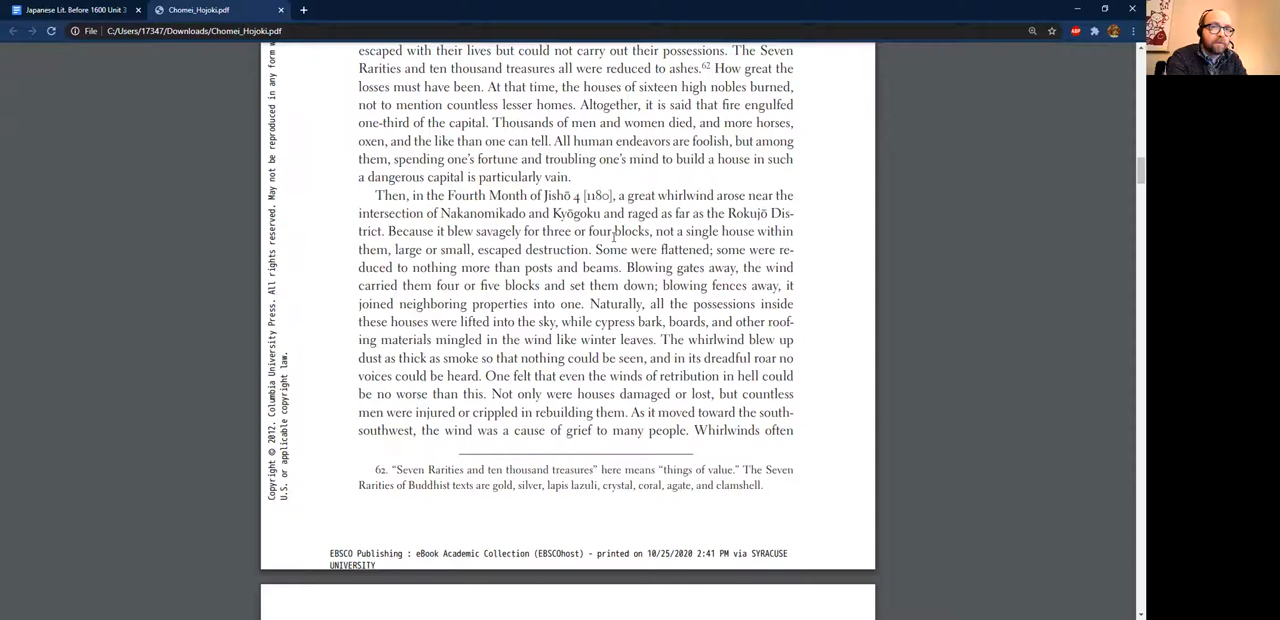 Japanese Lit. Before 1600 Unit 3
Chomei_Hojoki.pdf
File
C:/Users/17347/Downloads/Chomei_Hojoki.pdf
ABP
escaped with their lives but could not carry out their possessions. The Seven
Rarities and ten thousand treasures all were reduced to ashes.62 How great the
losses must have been. At that time, the houses of sixteen high nobles burned,
not to mention countless lesser homes. Altogether, it is said that fire engulfed
one-third of the capital. Thousands of men and women died, and more horses,
oxen, and the like than one can tell. All human endeavors are foolish, but among
them, spending one's fortune and troubling one's mind to build a house in such
a dangerous capital is particularly vain.
Then, in the Fourth Month of Jishō 4 [1180], a great whirlwind arose near the
intersection of Nakanomikado and Kyōgoku and raged as far as the Rokujō Dis-
trict. Because it blew savagely for three or four blocks, not a single house within
them, large or small, escaped destruction. Some were flattened; some were re-
duced to nothing more than posts and beams. Blowing gates away, the wind
carried them four or five blocks and set them down; blowing fences away, it
joined neighboring properties into one. Naturally, all the possessions inside
these houses were lifted into the sky, while cypress bark, boards, and other roof-
ing materials mingled in the wind like winter leaves. The whirlwind blew up
dust as thick as smoke so that nothing could be seen, and in its dreadful roar no
voices could be heard. One felt that even the winds of retribution in hell could
be no worse than this. Not only were houses damaged or lost, but countless
men were injured or crippled in rebuilding them. As it moved toward the south-
southwest, the wind was a cause of grief to many people. Whirlwinds often
62. "Seven Rarities and ten thousand treasures" here means "things of value." The Seven
Rarities of Buddhist texts are gold, silver, lapis lazuli, crystal, coral, agate, and clamshell.
EBSCO Publishing : eBook Academic Collection (EBSCOhost) - printed on 10/25/2020 2:41 PM via SYRACUSE
UNIVERSITY
Copyright © 2012. Columbia University Press. All rights reserved. May not be reproduced in any form
U.S. or applicable copyright law.